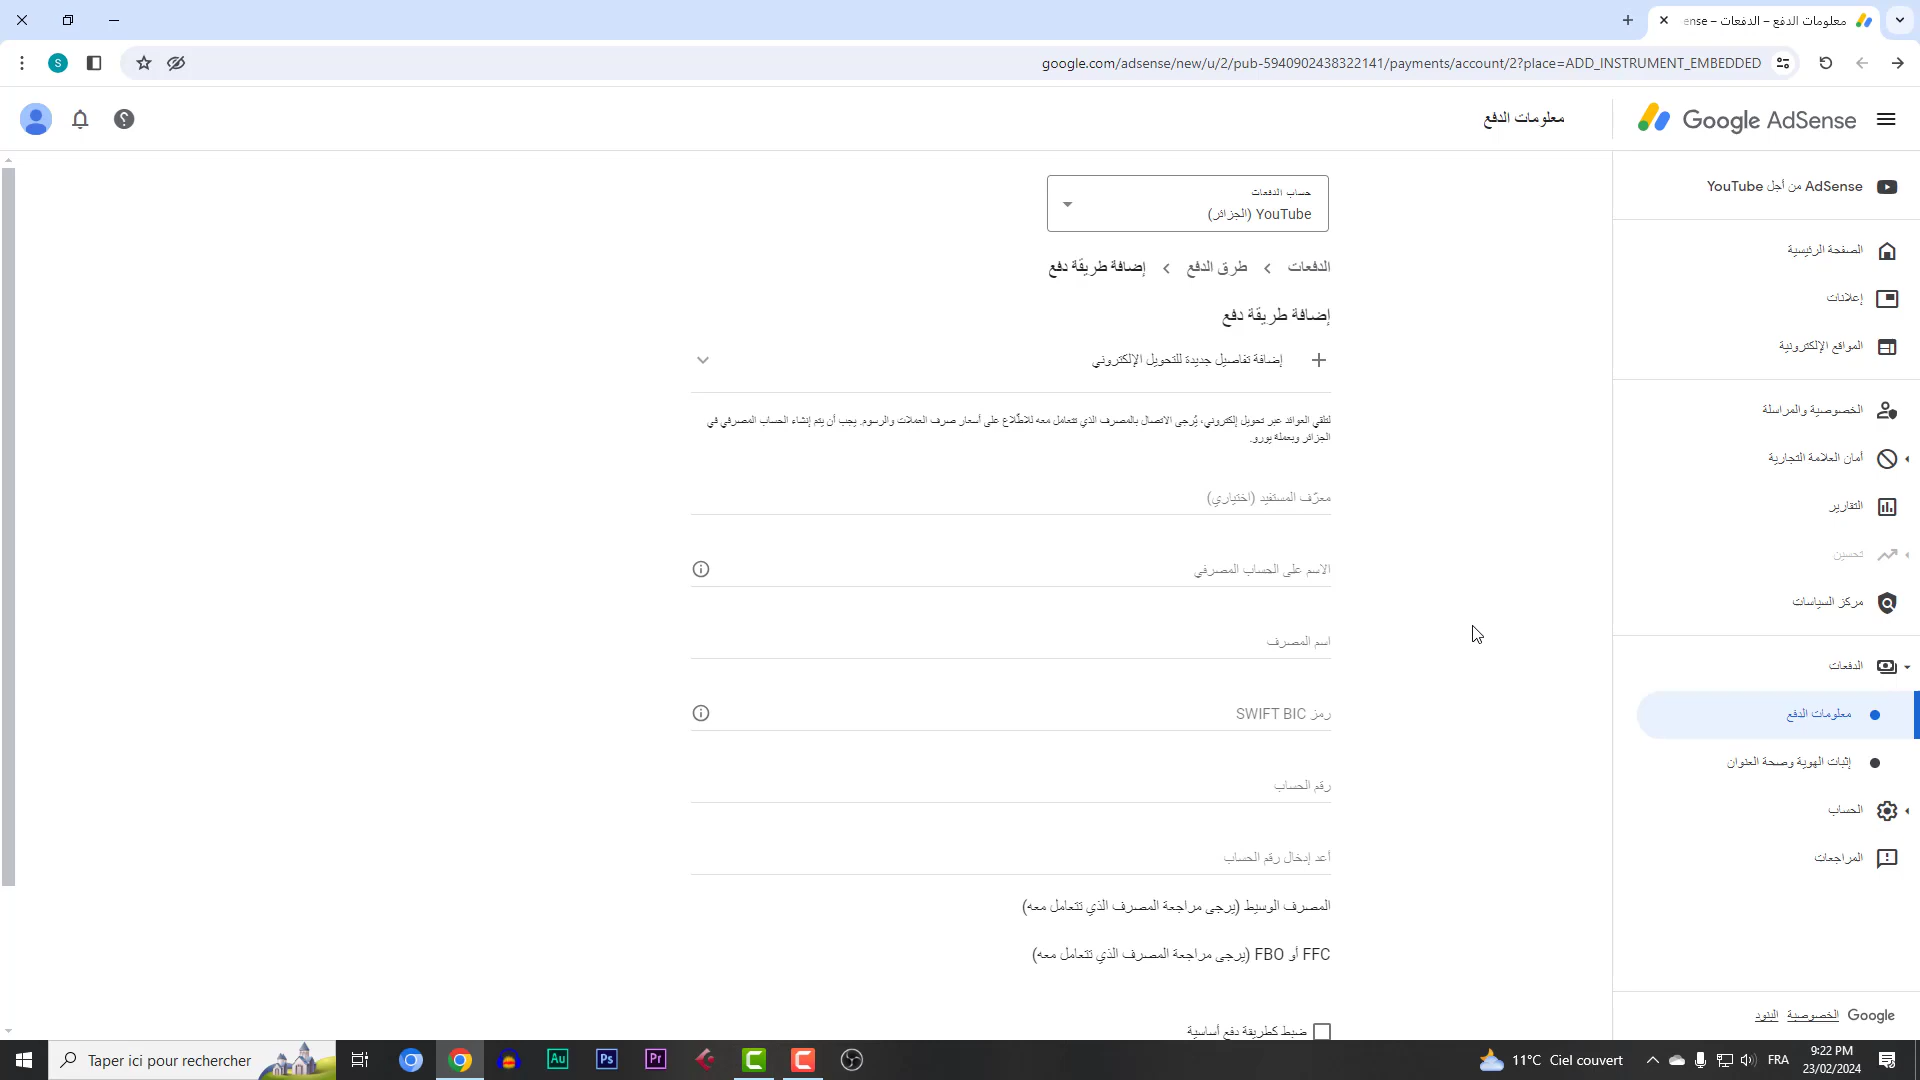 معلومات الدفع – الدفعات – ense
google.com/adsense/new/u/2/pub-5940902438322141/payments/account/2?place=ADD_INSTRUMENT_EMBEDDED
S
Google AdSense
معلومات الدفع
AdSense من أجل YouTube
الصفحة الرئيسية
إعلانات
المواقع الإلكترونية
الخصوصية والمراسلة
أمان العلامة التجارية
التقارير
تحسين
مركز السياسات
الدفعات
معلومات الدفع
إثبات الهوية وصحة العنوان
الحساب
المراجعات
Google الخصوصية البنود
حساب الدفعات
YouTube (الجزائر)
الدفعات
طرق الدفع
إضافة طريقة دفع
إضافة طريقة دفع
إضافة تفاصيل جديدة للتحويل الإلكتروني
لتلقي العوائد عبر تحويل إلكتروني، يُرجى الاتصال بالمصرف الذي تتعامل معه للاطّلاع على أسعار صرف العملات والرسوم. يجب أن يتم إنشاء الحساب المصرفي في
الجزائر وبعملة يورو.
معرّف المستفيد (اختياري)
الاسم على الحساب المصرفي
اسم المصرف
رمز SWIFT BIC
رقم الحساب
أعد إدخال رقم الحساب
المصرف الوسيط (يرجى مراجعة المصرف الذي تتعامل معه)
FFC أو FBO (يرجى مراجعة المصرف الذي تتعامل معه)
ضبط كطريقة دفع أساسية
Taper ici pour rechercher
Au
Ps
Pr
11°C Ciel couvert
FRA
9:22 PM
23/02/2024